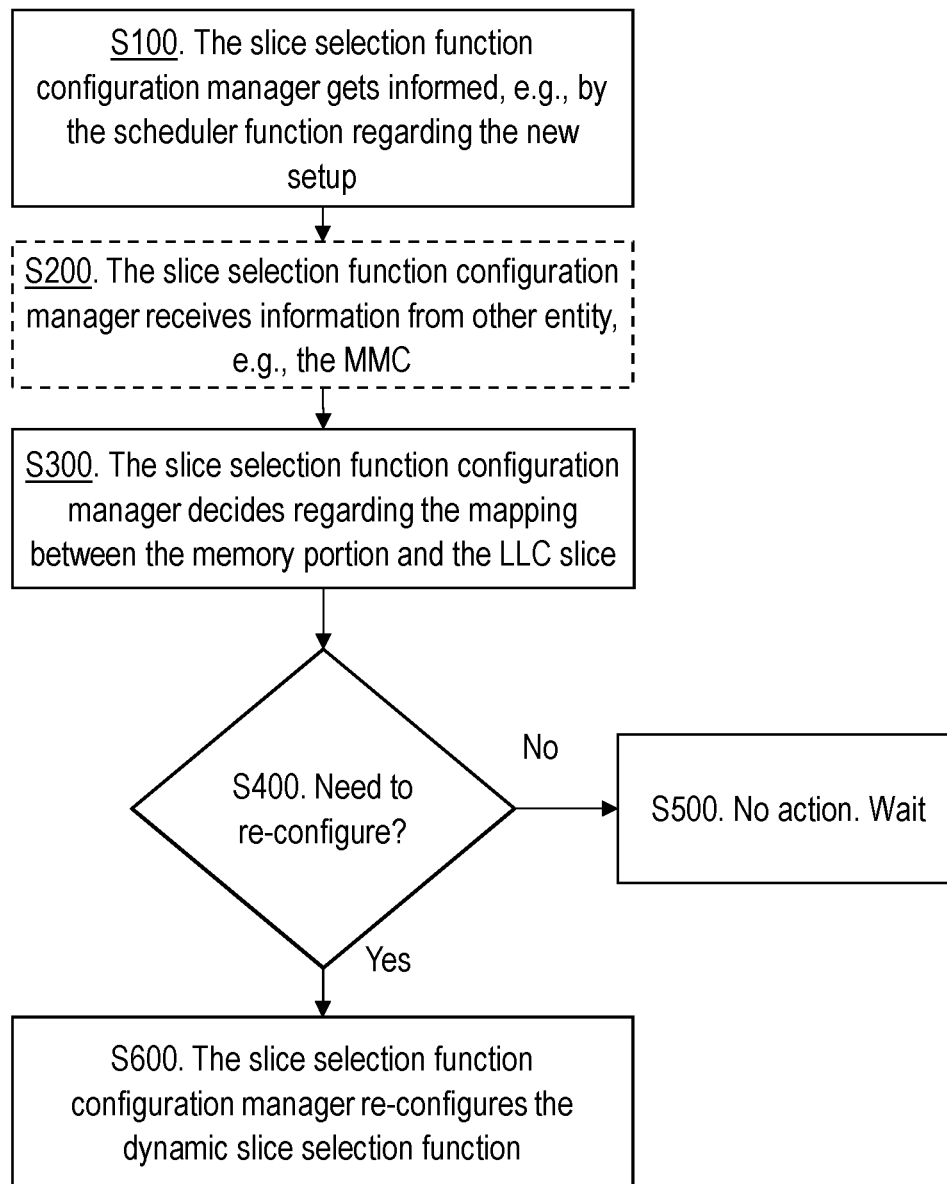 S100. The slice selection function
configuration manager gets informed, e.g., by
the scheduler function regarding the new
setup
S200. The slice selection function configuration
manager receives information from other entity,
e.g., the MMC
S300. The slice selection function configuration
manager decides regarding the mapping
between the memory portion and the LLC slice
S400. Need to
re-configure?
No
S500. No action. Wait
Yes
S600. The slice selection function
configuration manager re-configures the
dynamic slice selection function